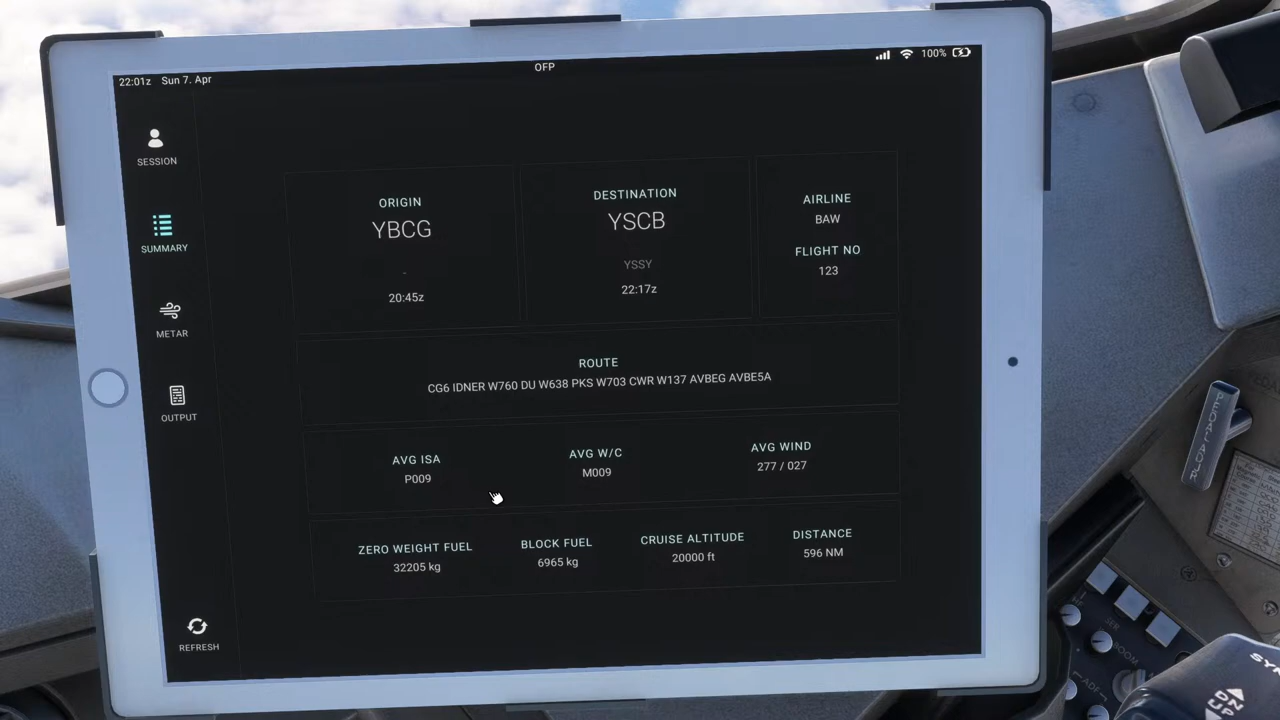 OFP
22:01z Sun 7. Apr
100%
SESSION
SUMMARY
METAR
OUTPUT
REFRESH
ORIGIN
YBCG
-
20:45z
DESTINATION
YSCB
YSSY
22:17z
AIRLINE
BAW
FLIGHT NO
123
ROUTE
CG6 IDNER W760 DU W638 PKS W703 CWR W137 AVBEG AVBE5A
AVG ISA
P009
AVG W/C
M009
AVG WIND
277 / 027
ZERO WEIGHT FUEL
32205 kg
BLOCK FUEL
6965 kg
CRUISE ALTITUDE
20000 ft
DISTANCE
596 NM
ADF